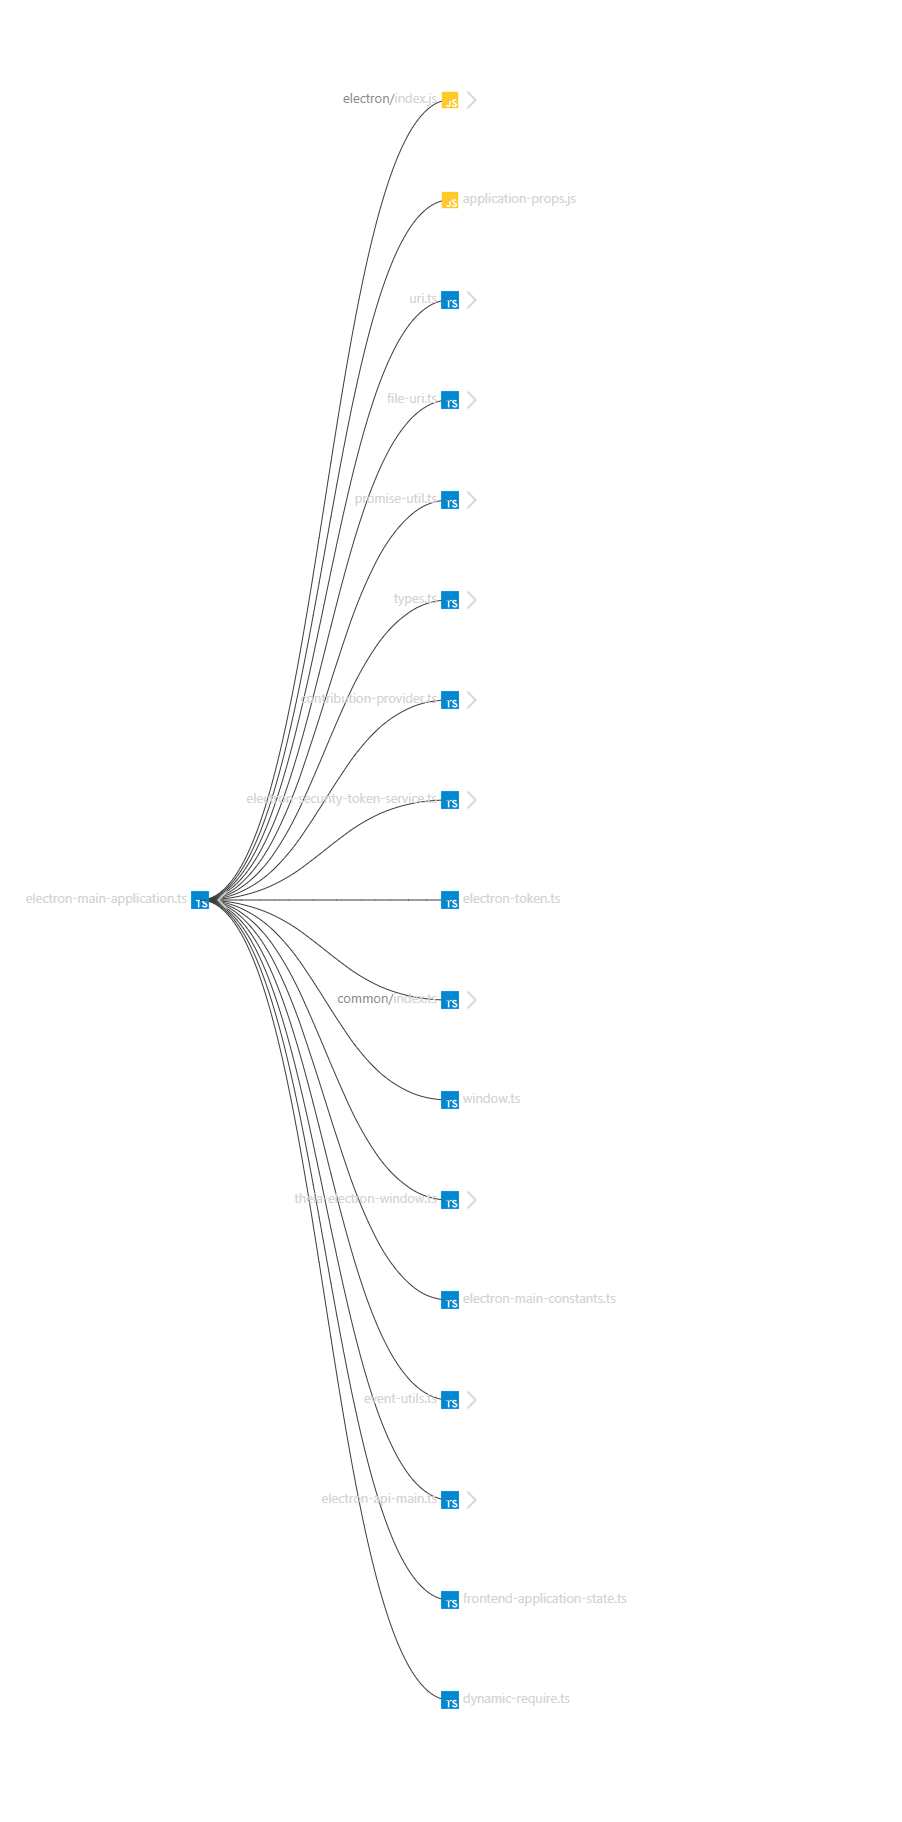 electron/index.js JS
application-props.js JS
uri.ts TS
file-uri.ts TS
promise-util.ts TS
types.ts TS
contribution-provider.ts TS
electron-security-token-service.ts TS
electron-main-application.ts TS
TS electron-token.ts
common/index.ts TS
TS window.ts
theia-electron-window.ts TS
TS electron-main-constants.ts
event-utils.ts TS
electron-api-main.ts TS
TS frontend-application-state.ts
TS dynamic-require.ts